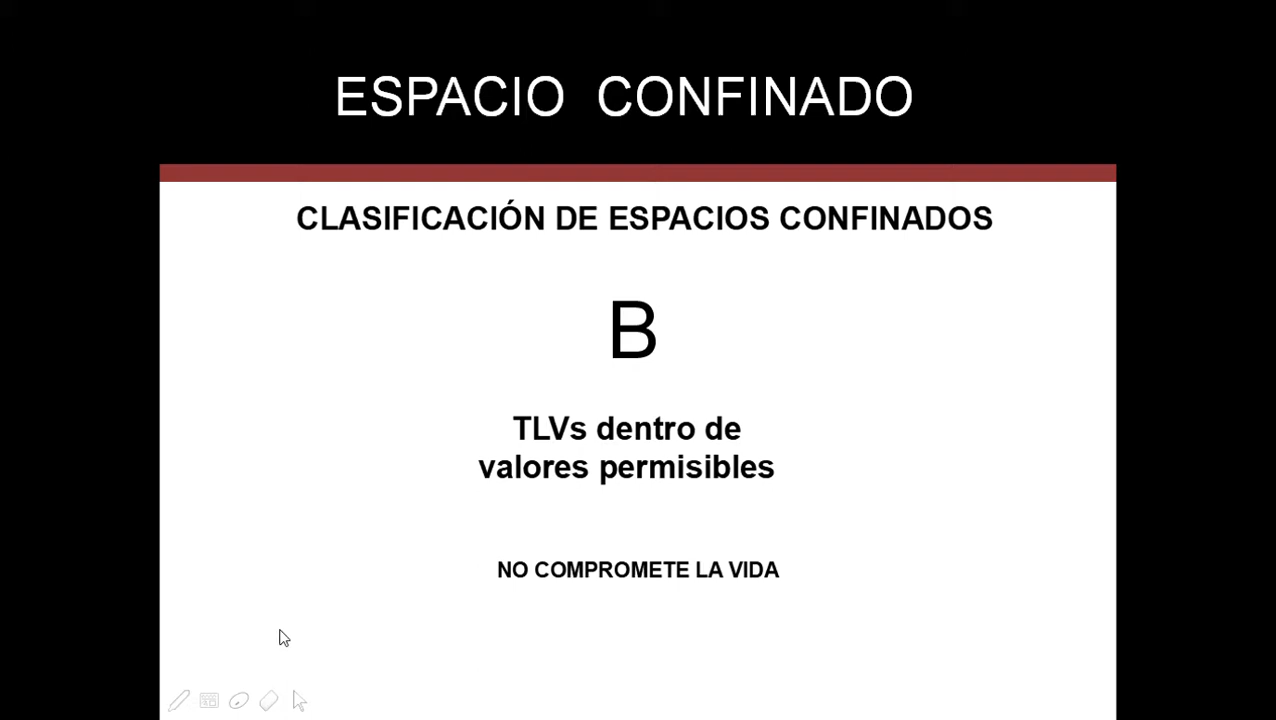 ESPACIO CONFINADO
CLASIFICACIÓN DE ESPACIOS CONFINADOS
B
TLVs dentro de
valores permisibles
NO COMPROMETE LA VIDA